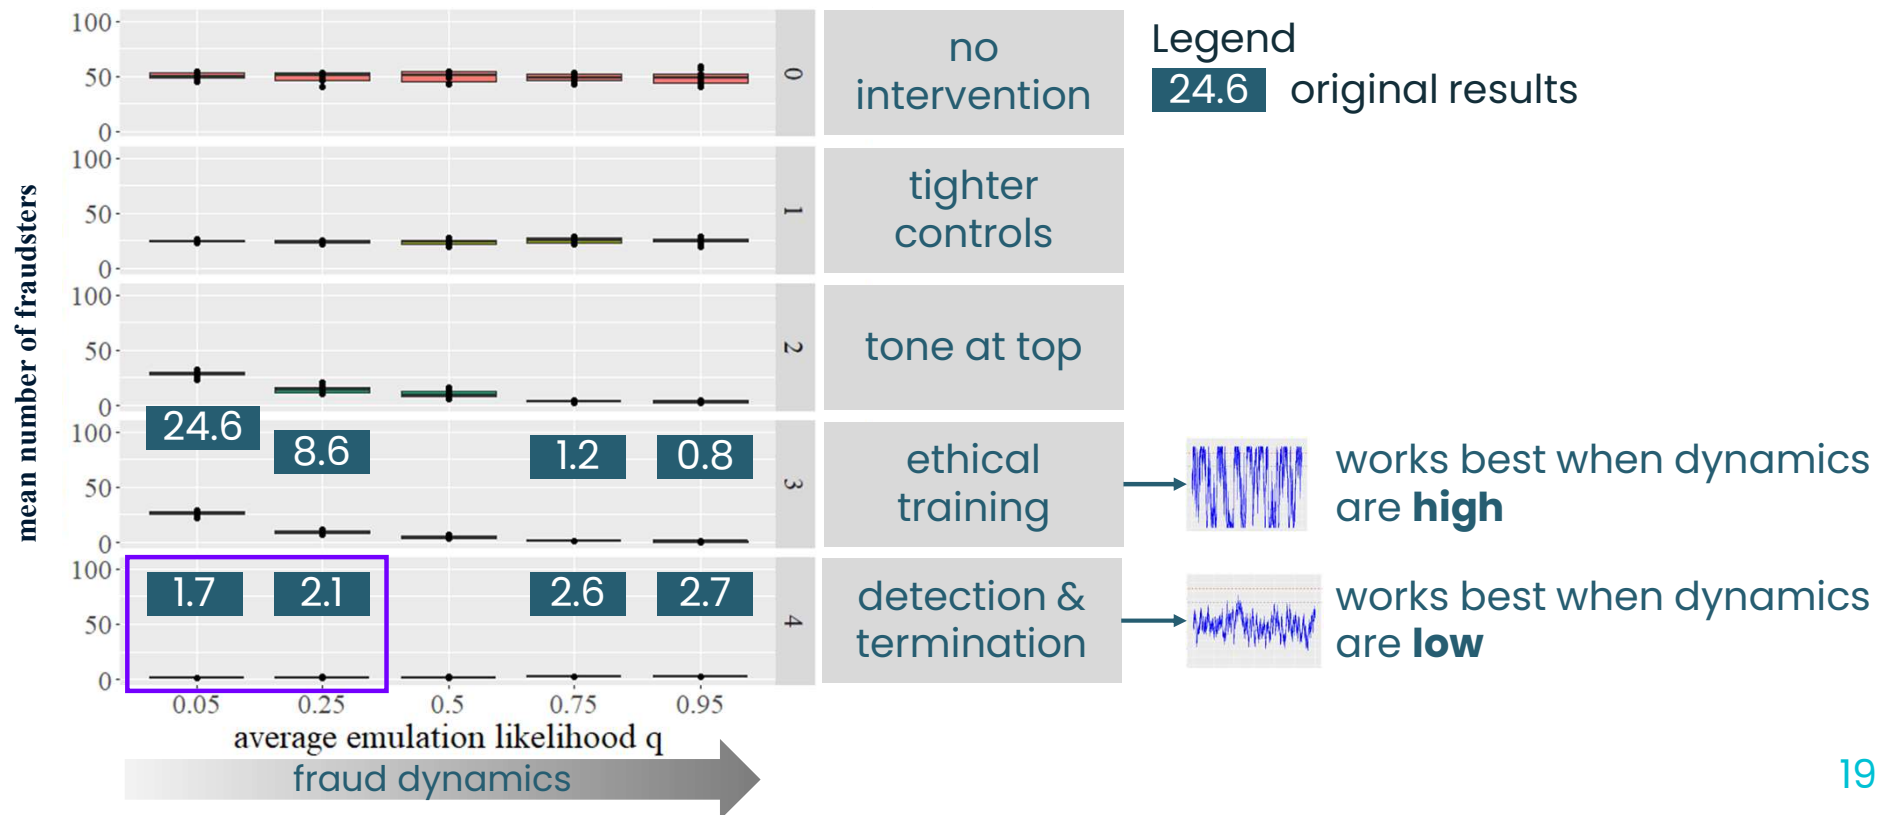 mean number of fraudsters
100
50
0
0
no
intervention
Legend
24.6 original results
100
50
0
1
tighter
controls
100
50
0
2
tone at top
100
50
0
24.6
8.6
1.2
0.8
3
ethical
training
works best when dynamics
are high
100
50
0
1.7
2.1
2.6
2.7
4
detection &
termination
works best when dynamics
are low
0.05 0.25 0.5 0.75 0.95
average emulation likelihood q
fraud dynamics
19